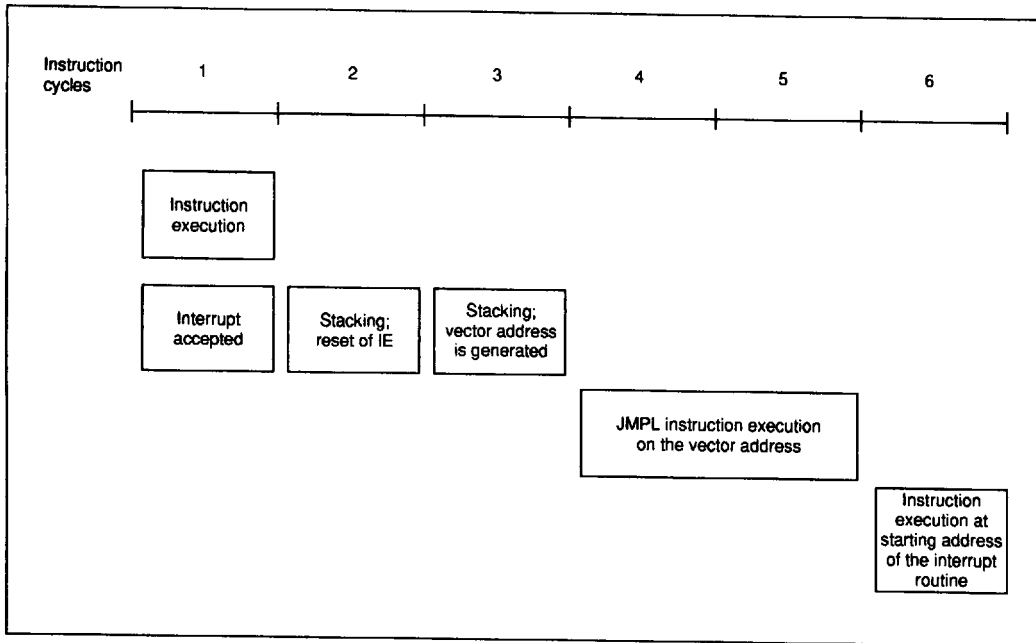 Instruction
cycles
1
2
3
4
5
6
Instruction
execution
Interrupt
accepted
Stacking;
reset of IE
Stacking;
vector address
is generated
JMPL instruction execution
on the vector address
Instruction
execution at
starting address
of the interrupt
routine